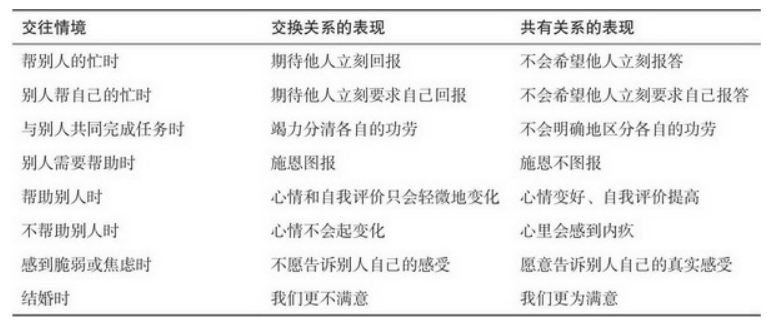 交往情境 交换关系的表现 共有关系的表现
帮别人的忙时 期待他人立刻回报 不会希望他人立刻报答
别人帮自己的忙时 期待他人立刻要求自己回报 不会希望他人立刻要求自己报答
与别人共同完成任务时 竭力分清各自的功劳 不会明确地区分各自的功劳
别人需要帮助时 施恩图报 施恩不图报
帮助别人时 心情和自我评价只会轻微地变化 心情变好、自我评价提高
不帮助别人时 心情不会起变化 心里会感到内疚
感到脆弱或焦虑时 不愿告诉别人自己的感受 愿意告诉别人自己的真实感受
结婚时 我们更不满意 我们更为满意